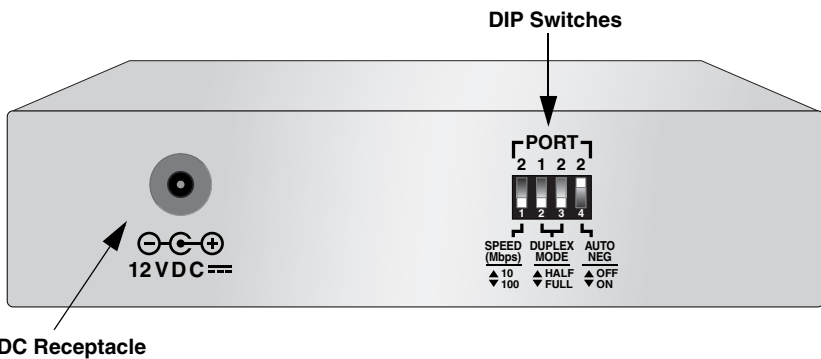 DIP Switches
PORT
2 1 2 2
1 2 3 4
SPEED (Mbps)
▲ 10
▼ 100
DUPLEX MODE
▲ HALF
▼ FULL
AUTO NEG
▲ OFF
▼ ON
12VDC
DC Receptacle